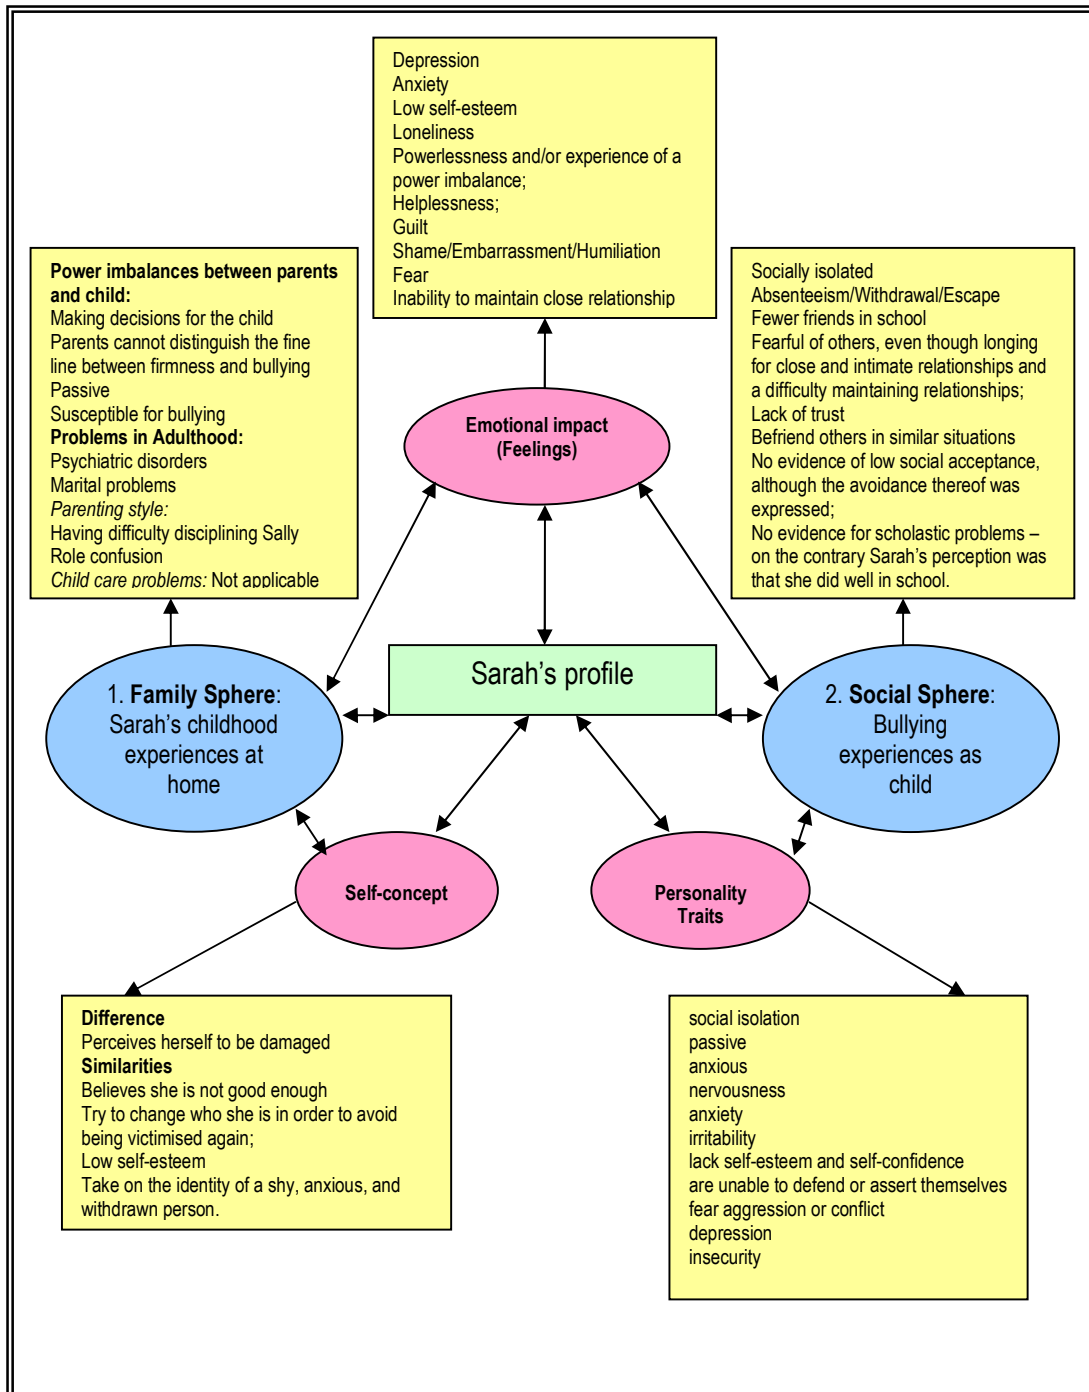 Depression
Anxiety
Low self-esteem
Loneliness
Powerlessness and/or experience of a
power imbalance;
Helplessness;
Guilt
Shame/Embarrassment/Humiliation
Fear
Inability to maintain close relationship
Power imbalances between parents
and child:
Making decisions for the child
Parents cannot distinguish the fine
line between firmness and bullying
Passive
Susceptible for bullying
Problems in Adulthood:
Psychiatric disorders
Marital problems
Parenting style:
Having difficulty disciplining Sally
Role confusion
Child care problems: Not applicable
Socially isolated
Absenteeism/Withdrawal/Escape
Fewer friends in school
Fearful of others, even though longing
for close and intimate relationships and
a difficulty maintaining relationships;
Lack of trust
Befriend others in similar situations
No evidence of low social acceptance,
although the avoidance thereof was
expressed;
No evidence for scholastic problems –
on the contrary Sarah's perception was
that she did well in school.
Emotional impact
(Feelings)
Sarah's profile
1. Family Sphere:
Sarah's childhood
experiences at
home
2. Social Sphere:
Bullying
experiences as
child
Self-concept
Personality
Traits
Difference
Perceives herself to be damaged
Similarities
Believes she is not good enough
Try to change who she is in order to avoid
being victimised again;
Low self-esteem
Take on the identity of a shy, anxious, and
withdrawn person.
social isolation
passive
anxious
nervousness
anxiety
irritability
lack self-esteem and self-confidence
are unable to defend or assert themselves
fear aggression or conflict
depression
insecurity